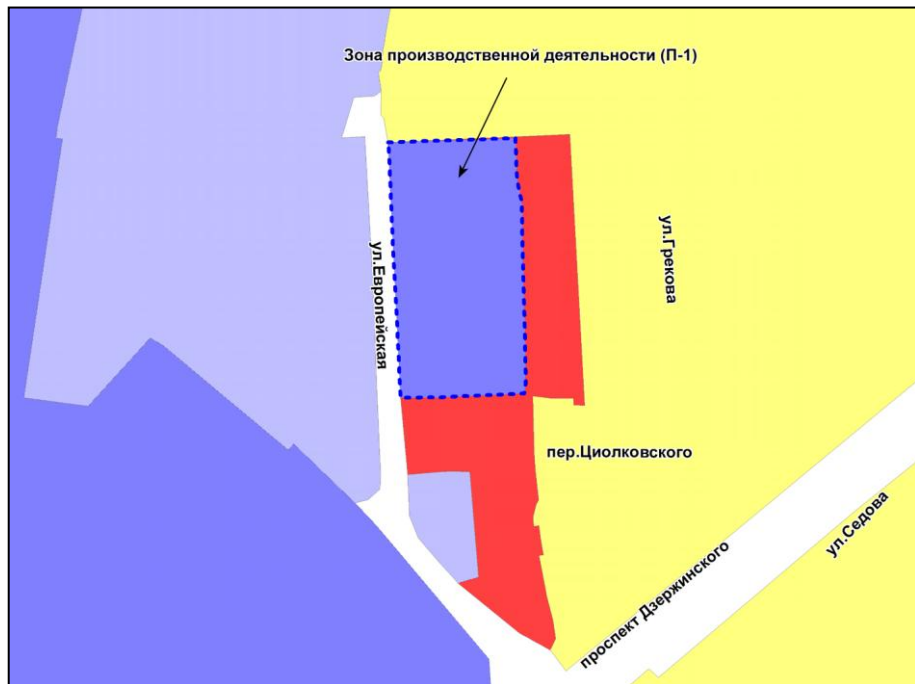 Зона производственной деятельности (П-1)
ул.Европейская
ул.Грекова
пер.Циолковского
проспект Дзержинского
ул.Седова